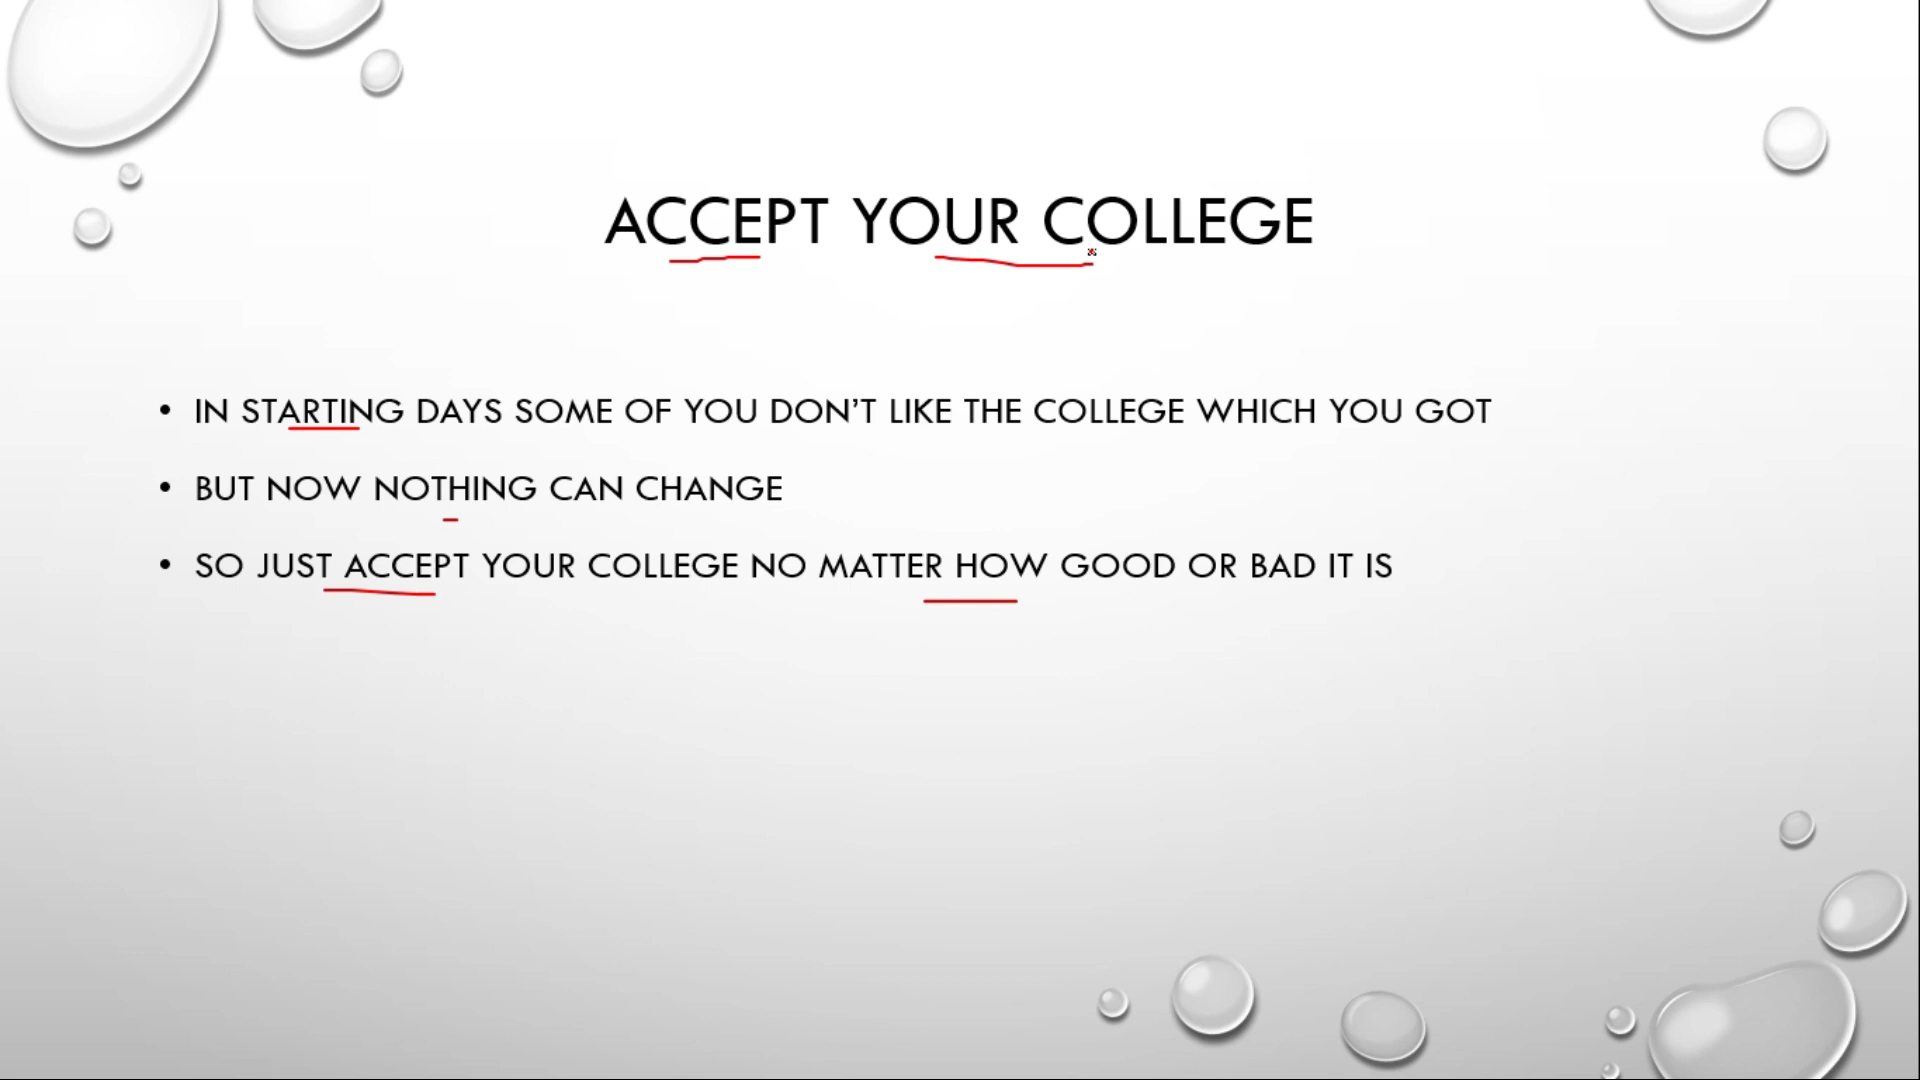 ACCEPT YOUR COLLEGE
• IN STARTING DAYS SOME OF YOU DON’T LIKE THE COLLEGE WHICH YOU GOT
• BUT NOW NOTHING CAN CHANGE
• SO JUST ACCEPT YOUR COLLEGE NO MATTER HOW GOOD OR BAD IT IS